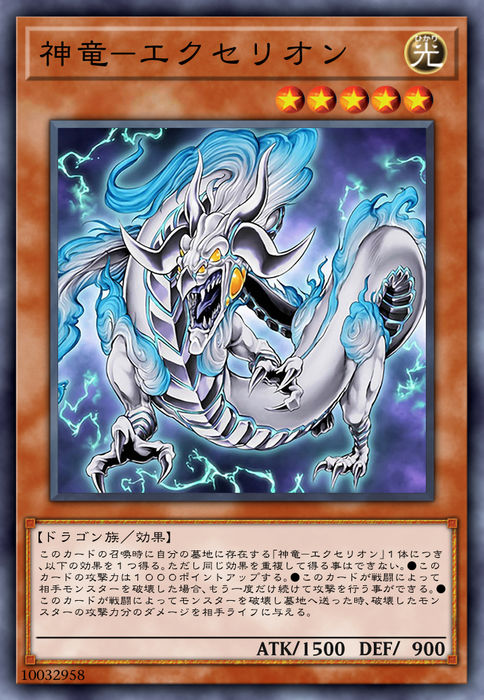 神竜－エクセリオン
ひかり
光
【ドラゴン族／効果】
このカードの召喚時に自分の墓地に存在する「神竜－エクセリオン」１体につき
、以下の効果を１つ得る。ただし同じ効果を重複して得る事はできない。●こ
のカードの攻撃力は１０００ポイントアップする。●このカードが戦闘によって
相手モンスターを破壊した場合、もう一度だけ続けて攻撃を行う事ができる。●
このカードが戦闘によってモンスターを破壊し墓地へ送った時、破壊したモン
スターの攻撃力分のダメージを相手ライフに与える。
ATK/1500 DEF/ 900
10032958